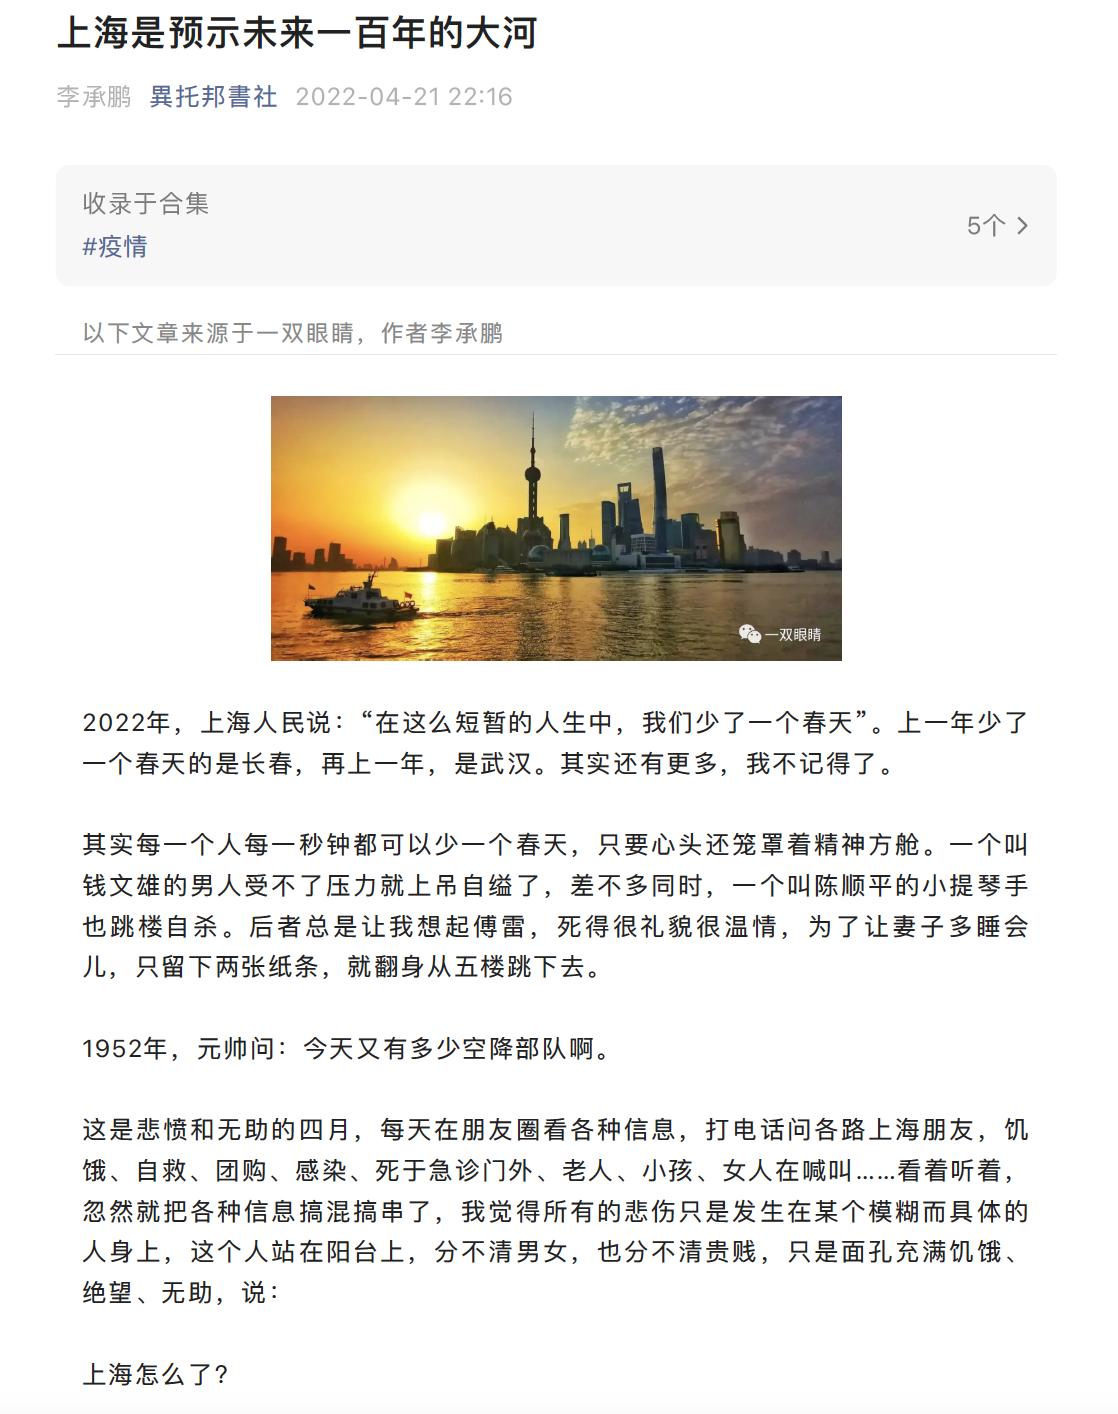 上海是预示未来一百年的大河
李承鹏 異托邦書社 2022-04-21 22:16
收录于合集
#疫情
5个
以下文章来源于一双眼睛，作者李承鹏
一双眼睛
2022年，上海人民说：“在这么短暂的人生中，我们少了一个春天”。上一年少了
一个春天的是长春，再上一年，是武汉。其实还有更多，我不记得了。
其实每一个人每一秒钟都可以少一个春天，只要心头还笼罩着精神方舱。一个叫
钱文雄的男人受不了压力就上吊自缢了，差不多同时，一个叫陈顺平的小提琴手
也跳楼自杀。后者总是让我想起傅雷，死得很礼貌很温情，为了让妻子多睡会
儿，只留下两张纸条，就翻身从五楼跳下去。
1952年，元帅问：今天又有多少空降部队啊。
这是悲愤和无助的四月，每天在朋友圈看各种信息，打电话问各路上海朋友，饥
饿、自救、团购、感染、死于急诊门外、老人、小孩、女人在喊叫……看着听着，
忽然就把各种信息搞混搞串了，我觉得所有的悲伤只是发生在某个模糊而具体的
人身上，这个人站在阳台上，分不清男女，也分不清贵贱，只是面孔充满饥饿、
绝望、无助，说：
上海怎么了?